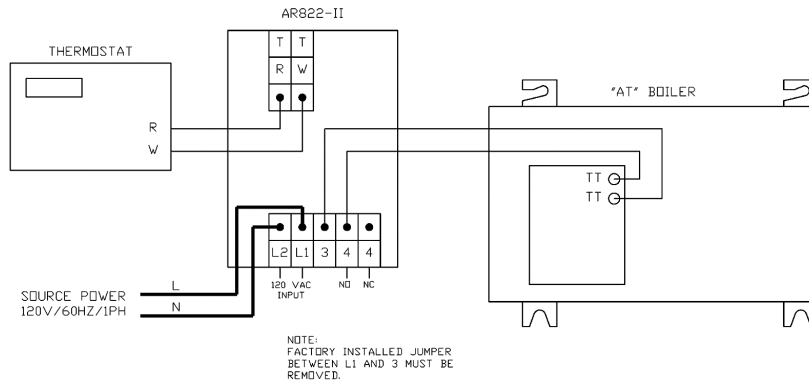 AR822-II
THERMOSTAT
T T
R W
"AT" BOILER
R
W
TT
TT
L2 L1 3 4 4
120 VAC NO NC
INPUT
L
SOURCE POWER
N
120V/60HZ/1PH
NOTE:
FACTORY INSTALLED JUMPER
BETWEEN L1 AND 3 MUST BE
REMOVED.